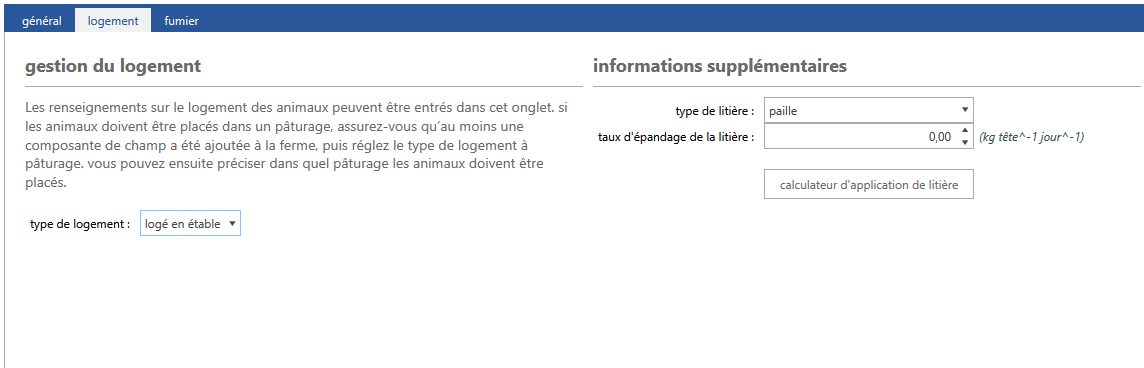 général logement fumier
gestion du logement
Les renseignements sur le logement des animaux peuvent être entrés dans cet onglet. si
les animaux doivent être placés dans un pâturage, assurez-vous qu'au moins une
composante de champ a été ajoutée à la ferme, puis réglez le type de logement à
pâturage. vous pouvez ensuite préciser dans quel pâturage les animaux doivent être
placés.
type de logement : logé en étable
informations supplémentaires
type de litière : paille
taux d'épandage de la litière : 0,00 (kg tête^-1 jour^-1)
calculateur d'application de litière